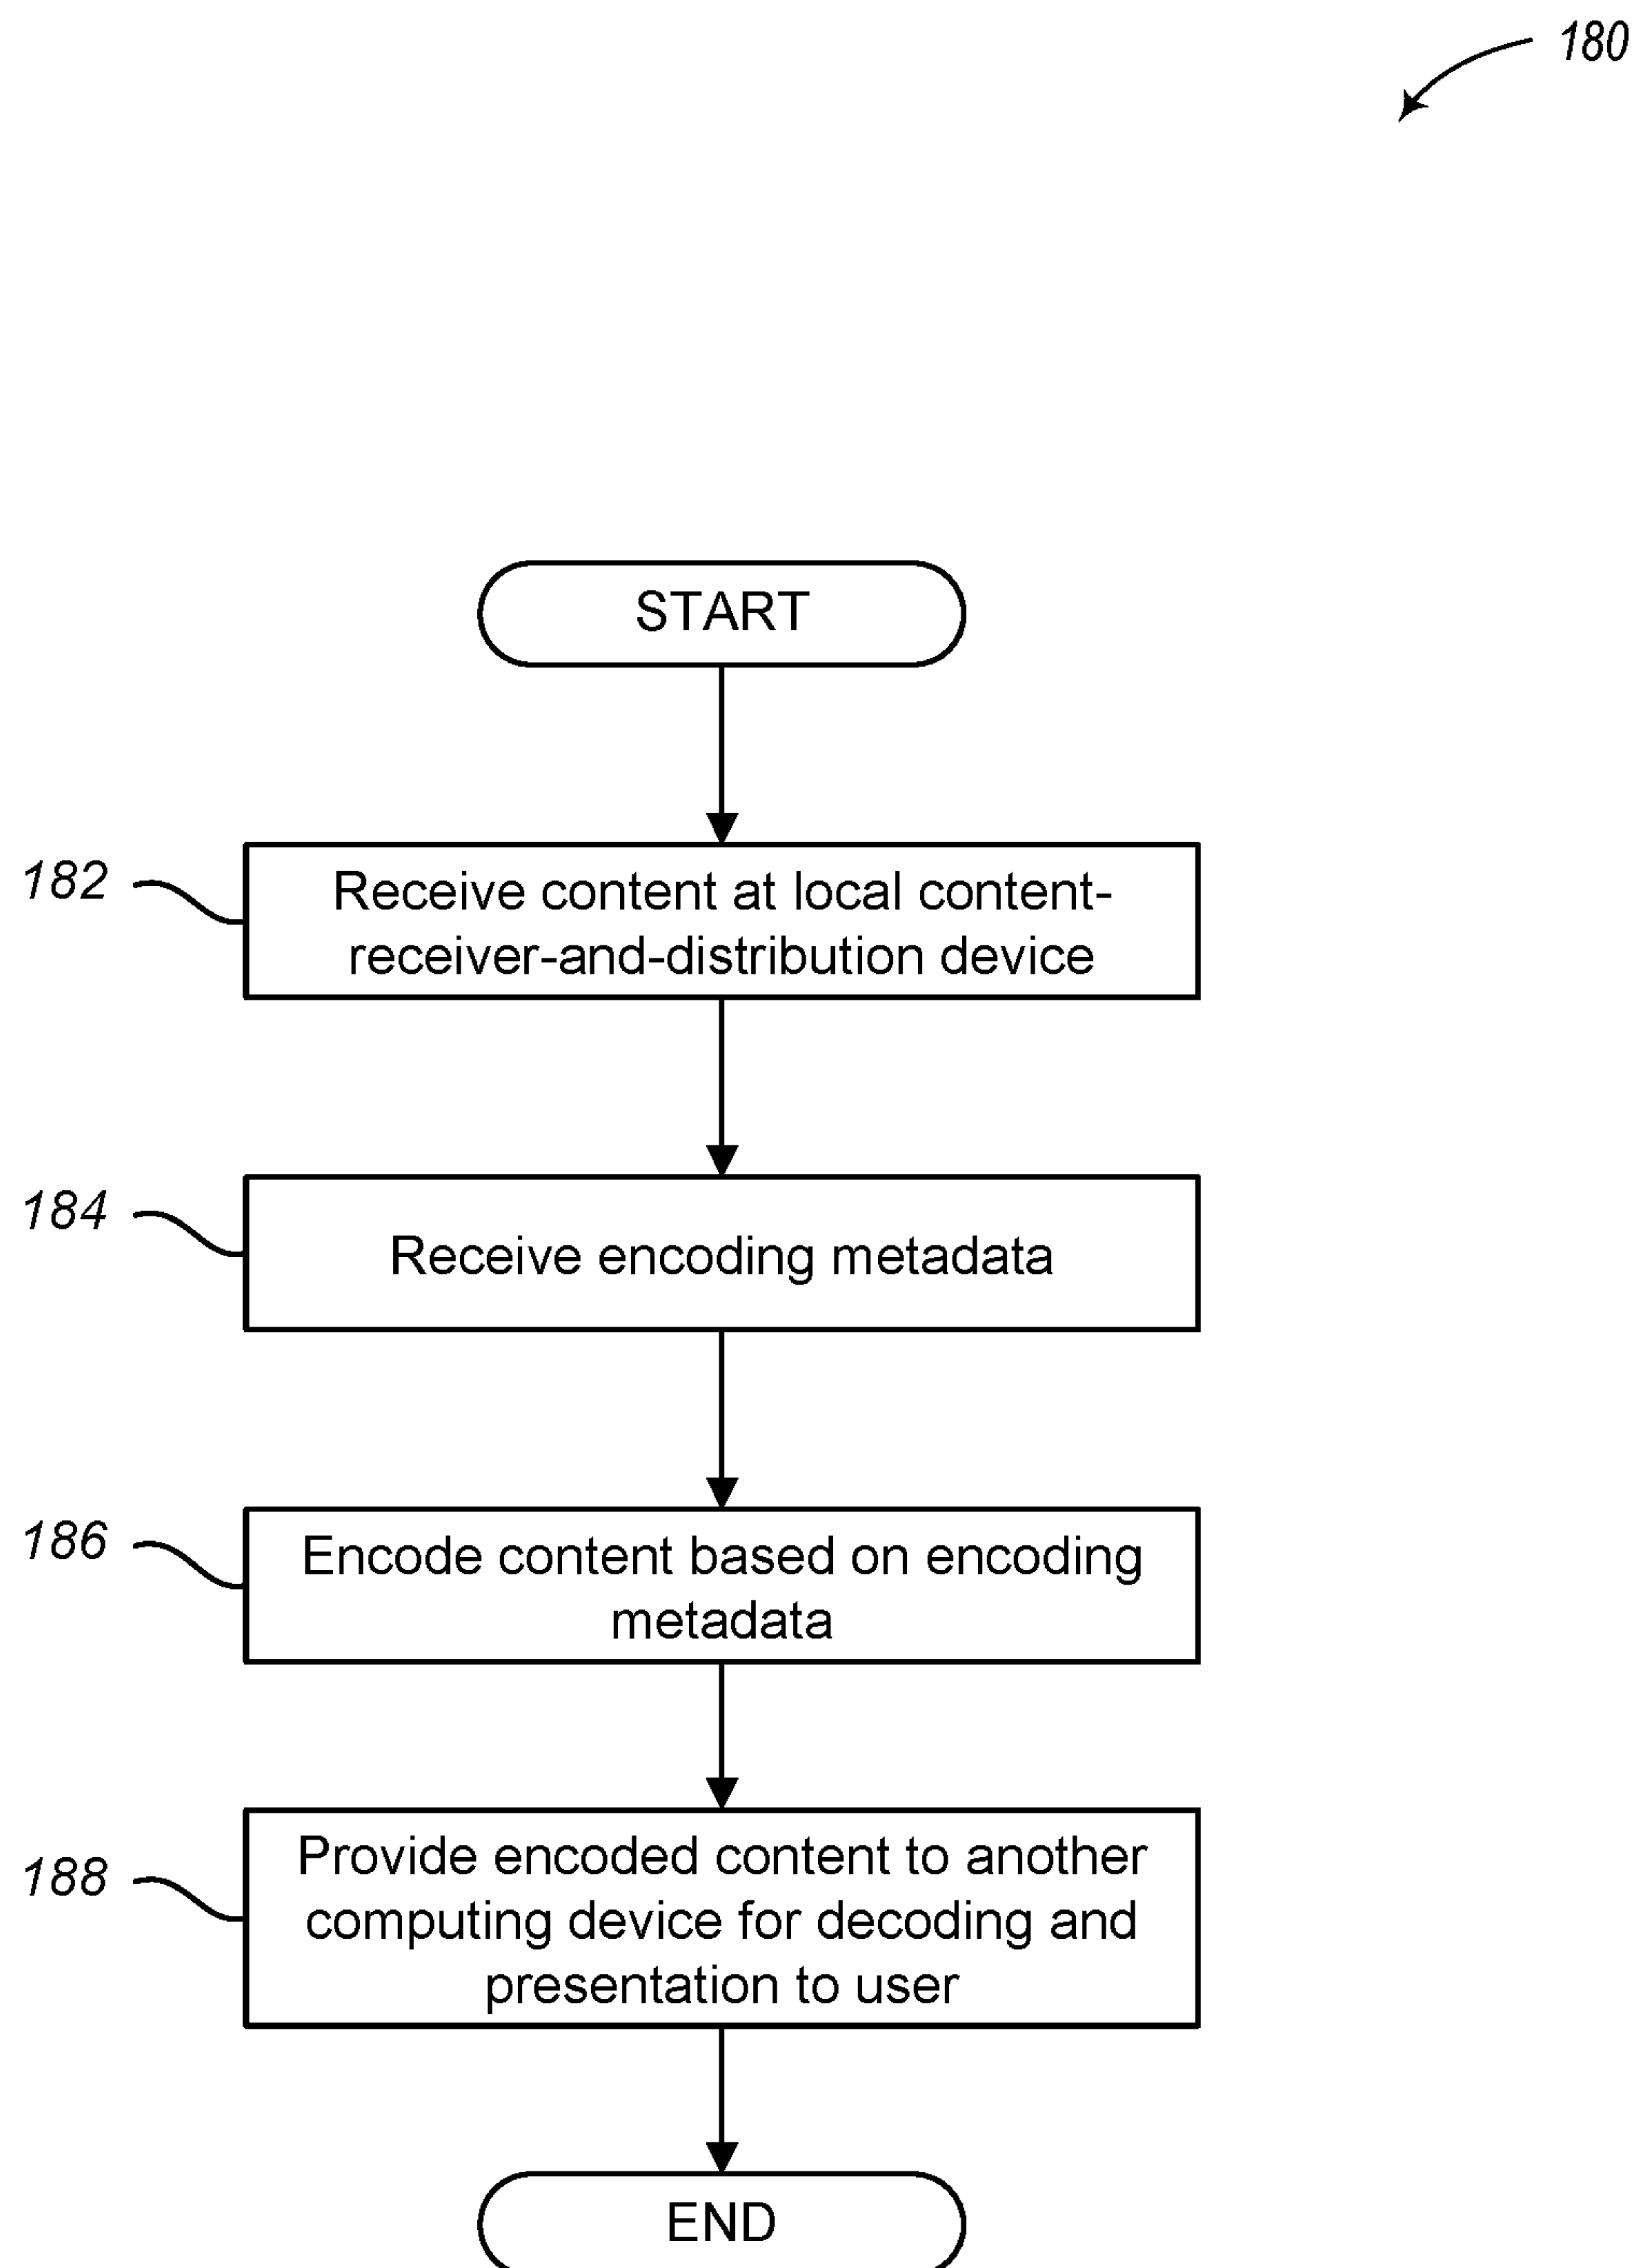 180
START
182
Receive content at local content-
receiver-and-distribution device
184
Receive encoding metadata
186
Encode content based on encoding
metadata
188
Provide encoded content to another
computing device for decoding and
presentation to user
END